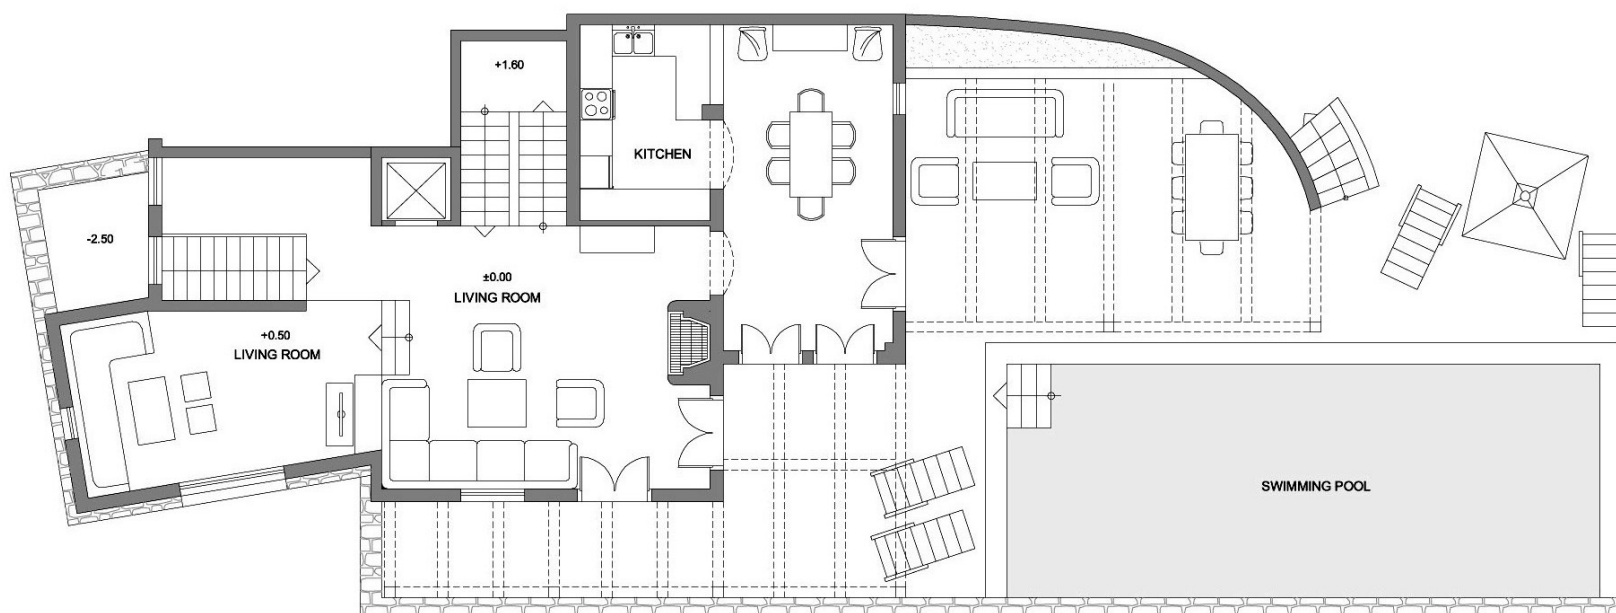 +1.60
KITCHEN
-2.50
±0.00
LIVING ROOM
+0.50
LIVING ROOM
SWIMMING POOL